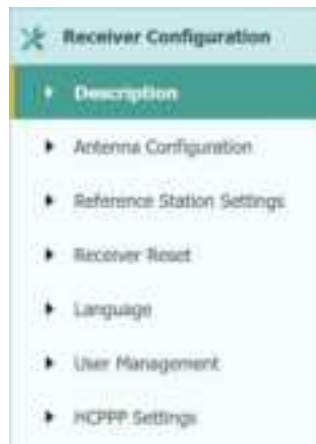 Receiver Configuration
Description
Antenna Configuration
Reference Station Settings
Receiver Reset
Language
User Management
HCPPP Settings